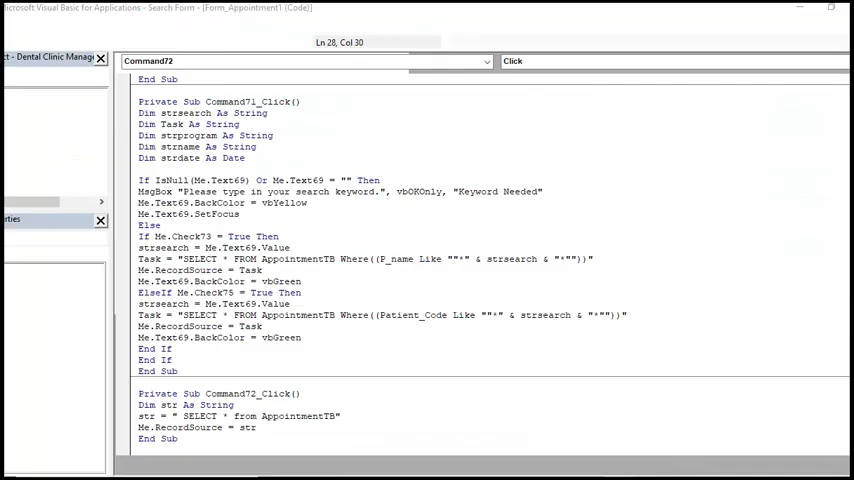 Microsoft Visual Basic for Applications - Search Form - [Form_Appointment1 (Code)]
Ln 28, Col 30
ct - Dental Clinic Manag
Command72
Click
End Sub
Private Sub Command71_Click()
Dim strsearch As String
Dim Task As String
Dim strprogram As String
Dim strname As String
Dim strdate As Date
If IsNull(Me.Text69) Or Me.Text69 = "" Then
MsgBox "Please type in your search keyword.", vbOKOnly, "Keyword Needed"
Me.Text69.BackColor = vbYellow
Me.Text69.SetFocus
Else
If Me.Check73 = True Then
strsearch = Me.Text69.Value
Task = "SELECT * FROM AppointmentTB Where((P_name Like ""*" & strsearch & "*""))"
Me.RecordSource = Task
Me.Text69.BackColor = vbGreen
ElseIf Me.Check75 = True Then
strsearch = Me.Text69.Value
Task = "SELECT * FROM AppointmentTB Where((Patient_Code Like ""*" & strsearch & "*""))"
Me.RecordSource = Task
Me.Text69.BackColor = vbGreen
End If
End If
End Sub
rties
Private Sub Command72_Click()
Dim str As String
str = " SELECT * from AppointmentTB"
Me.RecordSource = str
End Sub